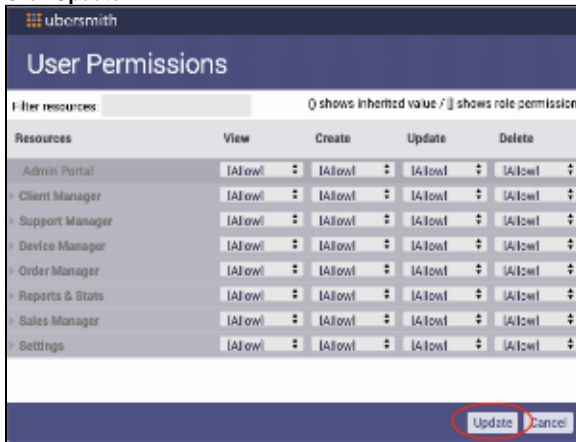 ubersmith
User Permissions
Filter resources: () shows inherited value / [] shows role permission
Resources View Create Update Delete
Admin Portal [Allow] [Allow] [Allow] [Allow]
Client Manager [Allow] [Allow] [Allow] [Allow]
Support Manager [Allow] [Allow] [Allow] [Allow]
Device Manager [Allow] [Allow] [Allow] [Allow]
Order Manager [Allow] [Allow] [Allow] [Allow]
Reports & Stats [Allow] [Allow] [Allow] [Allow]
Sales Manager [Allow] [Allow] [Allow] [Allow]
Settings [Allow] [Allow] [Allow] [Allow]
Update Cancel